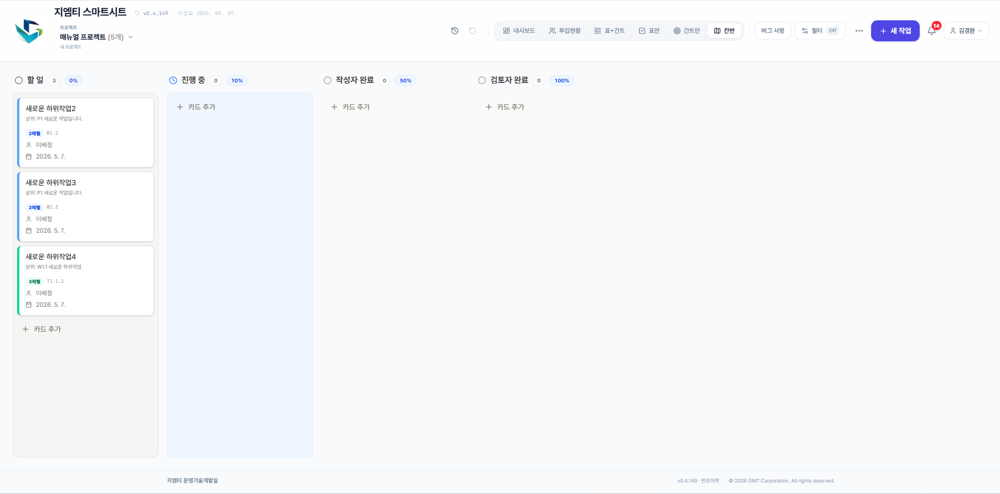 지엠티 스마트시트
v0.4.149 · 수정일 2026. 05. 07.
프로젝트
매뉴얼 프로젝트 (5개)
내 프로젝트
대시보드
투입현황
표+간트
표만
간트만
칸반
버그 사항
필터 Off
새 작업
14
김경환
할 일 3 0%
새로운 하위작업2
상위: P1 새로운 작업입니다.
2레벨 W1.2
미배정
2026. 5. 7.
새로운 하위작업3
상위: P1 새로운 작업입니다.
2레벨 W1.3
미배정
2026. 5. 7.
새로운 하위작업4
상위: W1.1 새로운 하위작업
3레벨 T1.1.1
미배정
2026. 5. 7.
+ 카드 추가
진행 중 0 10%
+ 카드 추가
작성자 완료 0 50%
+ 카드 추가
검토자 완료 0 100%
+ 카드 추가
지엠티 운영기술개발실
v0.4.149 · 변경이력 · © 2026 GMT Corporation. All rights reserved.